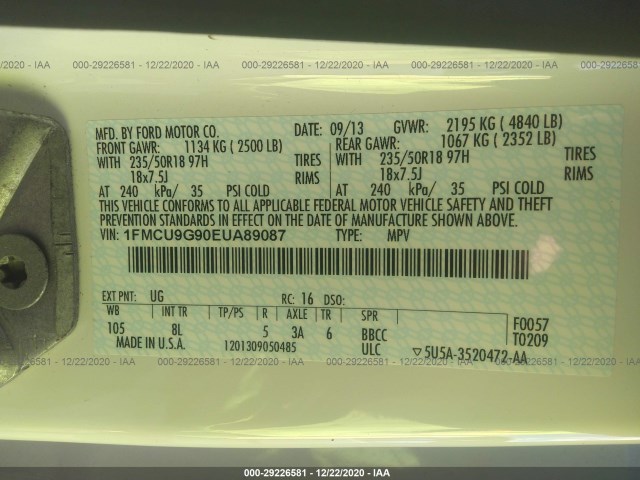 000-29226581 - 12/22/2020 - IAA
MFD. BY FORD MOTOR CO.
09/13
GVWR: 2195 KG ( 4840 LB)
FRONT GAWR: 1134 KG ( 2500 LB)
REAR GAWR: 1067 KG ( 2352 LB)
WITH 235/50R18 97H TIRES
WITH 235/50R18 97H TIRES
18x7.5J RIMS
18x7.5J RIMS
AT 240 kPa/ 35 PSI COLD
AT 240 kPa/ 35 PSI COLD
THIS VEHICLE CONFORMS TO ALL APPLICABLE FEDERAL MOTOR VEHICLE SAFETY AND THEFT
PREVENTION STANDARDS IN EFFECT ON THE DATE OF MANUFACTURE SHOWN ABOVE.
VIN: 1FMCU9G90EUA89087
TYPE: MPV
EXT PNT: UG RC: 16 DSO:
WB INT TR TP/PS R AXLE TR SPR
105 8L 5 3A 6 BBCC
F0057
T0209
MADE IN U.S.A. 1201309050485 ULC ▽5U5A-3520472-AA
000-29226581 - 12/22/2020 - IAA